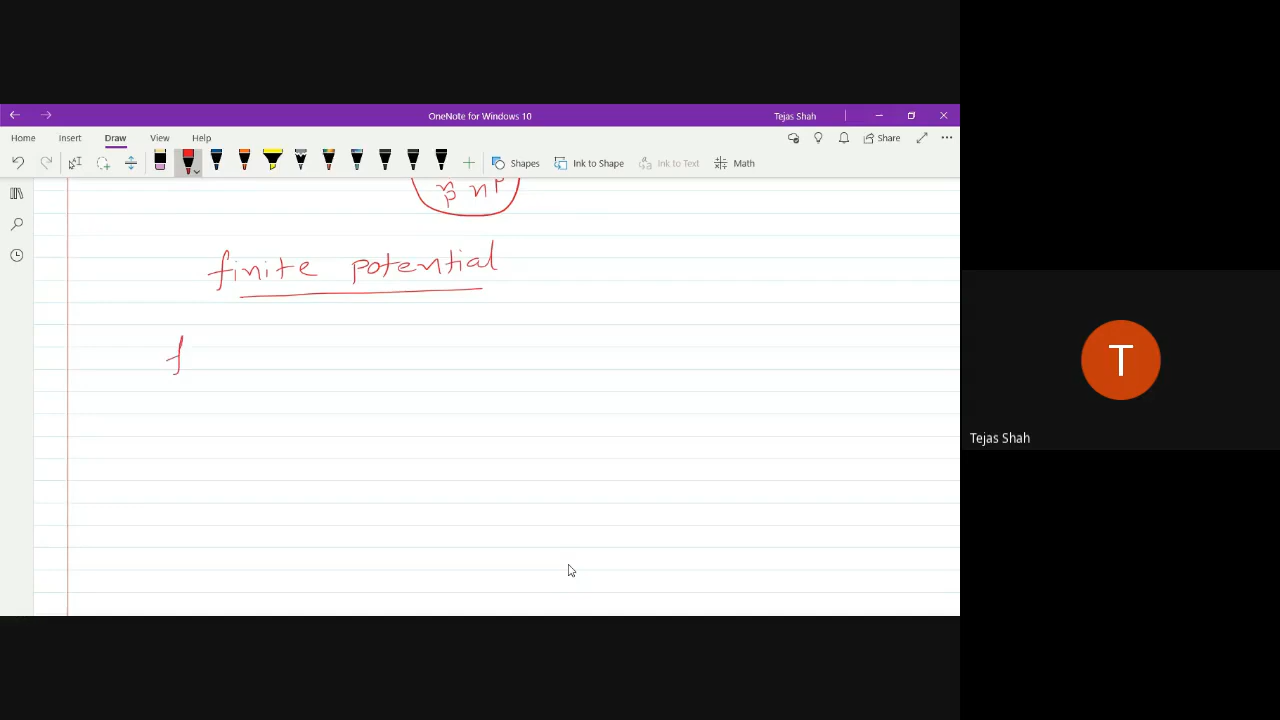 OneNote for Windows 10
Tejas Shah
Home Insert Draw View Help
Share
Shapes Ink to Shape Ink to Text Math
n p
p n
finite potential
f
T
Tejas Shah